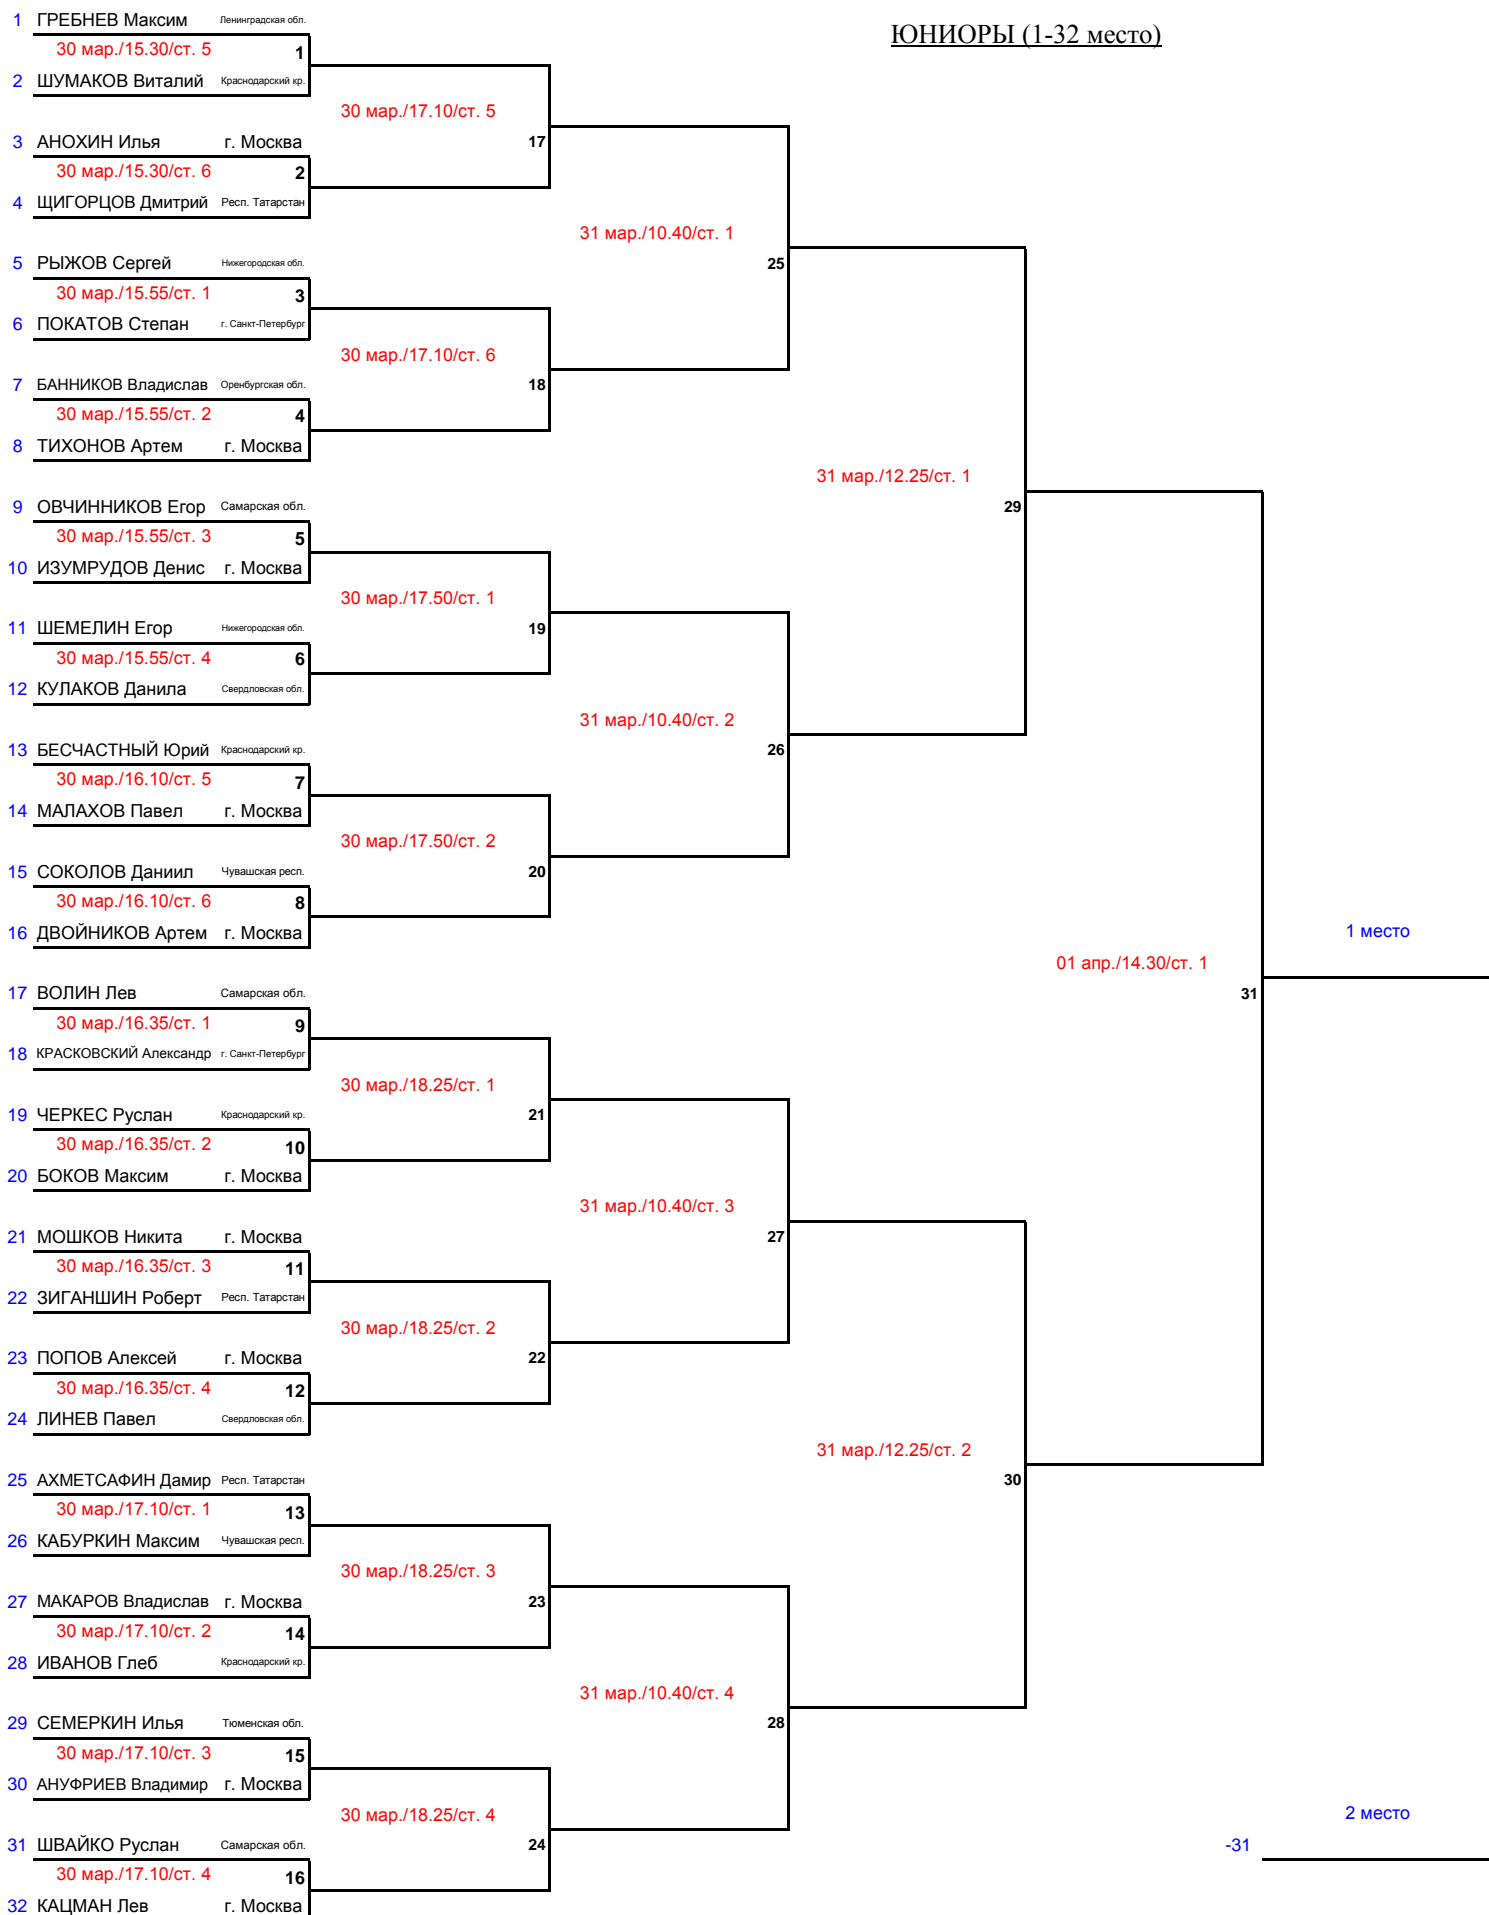 ЮНИОРЫ (1-32 место)
1 ГРЕБНЕВ Максим Ленинградская обл.
30 мар./15.30/ст. 5 1
2 ШУМАКОВ Виталий Краснодарский кр.
30 мар./17.10/ст. 5
17
3 АНОХИН Илья г. Москва
30 мар./15.30/ст. 6 2
4 ЩИГОРЦОВ Дмитрий Респ. Татарстан
31 мар./10.40/ст. 1
25
5 РЫЖОВ Сергей Нижегородская обл.
30 мар./15.55/ст. 1 3
6 ПОКАТОВ Степан г. Санкт-Петербург
30 мар./17.10/ст. 6
18
7 БАННИКОВ Владислав Оренбургская обл.
30 мар./15.55/ст. 2 4
8 ТИХОНОВ Артем г. Москва
31 мар./12.25/ст. 1
29
9 ОВЧИННИКОВ Егор Самарская обл.
30 мар./15.55/ст. 3 5
10 ИЗУМРУДОВ Денис г. Москва
30 мар./17.50/ст. 1
19
11 ШЕМЕЛИН Егор Нижегородская обл.
30 мар./15.55/ст. 4 6
12 КУЛАКОВ Данила Свердловская обл.
31 мар./10.40/ст. 2
26
13 БЕСЧАСТНЫЙ Юрий Краснодарский кр.
30 мар./16.10/ст. 5 7
14 МАЛАХОВ Павел г. Москва
30 мар./17.50/ст. 2
20
15 СОКОЛОВ Даниил Чувашская респ.
30 мар./16.10/ст. 6 8
16 ДВОЙНИКОВ Артем г. Москва
1 место
01 апр./14.30/ст. 1
31
17 ВОЛИН Лев Самарская обл.
30 мар./16.35/ст. 1 9
18 КРАСКОВСКИЙ Александр г. Санкт-Петербург
30 мар./18.25/ст. 1
21
19 ЧЕРКЕС Руслан Краснодарский кр.
30 мар./16.35/ст. 2 10
20 БОКОВ Максим г. Москва
31 мар./10.40/ст. 3
27
21 МОШКОВ Никита г. Москва
30 мар./16.35/ст. 3 11
22 ЗИГАНШИН Роберт Респ. Татарстан
30 мар./18.25/ст. 2
22
23 ПОПОВ Алексей г. Москва
30 мар./16.35/ст. 4 12
24 ЛИНЕВ Павел Свердловская обл.
31 мар./12.25/ст. 2
30
25 АХМЕТСАФИН Дамир Респ. Татарстан
30 мар./17.10/ст. 1 13
26 КАБУРКИН Максим Чувашская респ.
30 мар./18.25/ст. 3
23
27 МАКАРОВ Владислав г. Москва
30 мар./17.10/ст. 2 14
28 ИВАНОВ Глеб Краснодарский кр.
31 мар./10.40/ст. 4
28
29 СЕМЕРКИН Илья Тюменская обл.
30 мар./17.10/ст. 3 15
30 АНУФРИЕВ Владимир г. Москва
30 мар./18.25/ст. 4
24
2 место
-31
31 ШВАЙКО Руслан Самарская обл.
30 мар./17.10/ст. 4 16
32 КАЦМАН Лев г. Москва